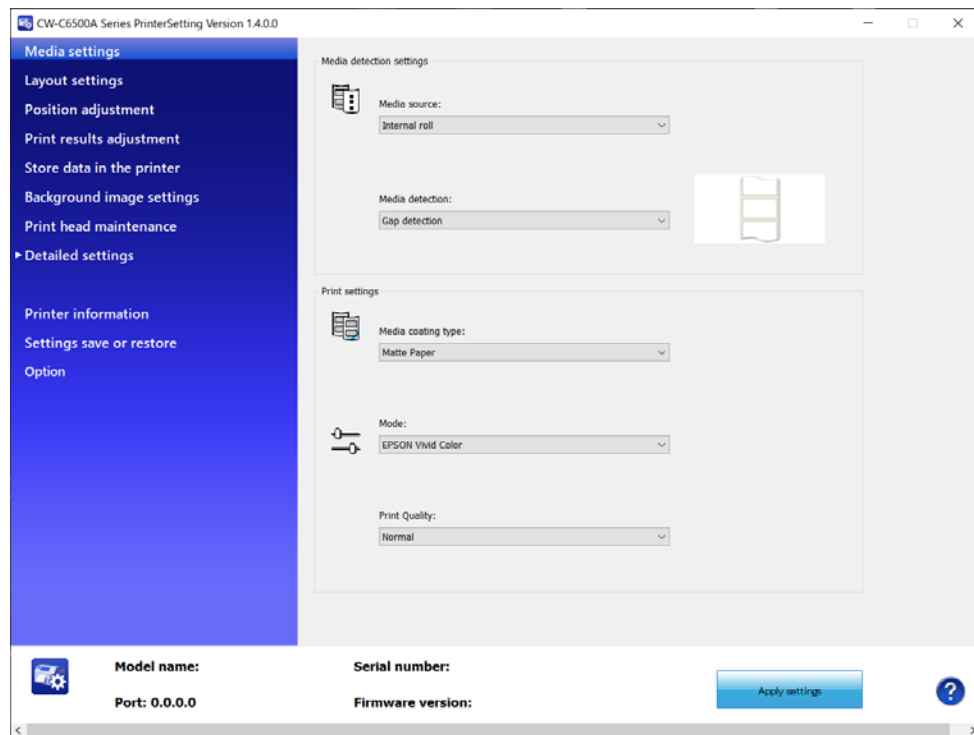 CW-C6500A Series PrinterSetting Version 1.4.0.0
Media settings
Layout settings
Position adjustment
Print results adjustment
Store data in the printer
Background image settings
Print head maintenance
Detailed settings
Printer information
Settings save or restore
Option
Media detection settings
Media source:
Internal roll
Media detection:
Gap detection
Print settings
Media coating type:
Matte Paper
Mode:
EPSON Vivid Color
Print Quality:
Normal
Model name:
Serial number:
Port: 0.0.0.0
Firmware version:
Apply settings
?